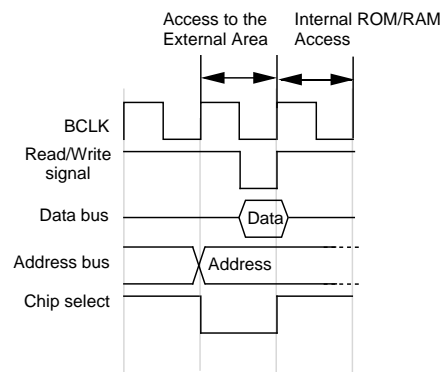 Access to the
External Area
Internal ROM/RAM
Access
BCLK
Read/Write
signal
Data bus
Data
Address bus
Address
Chip select